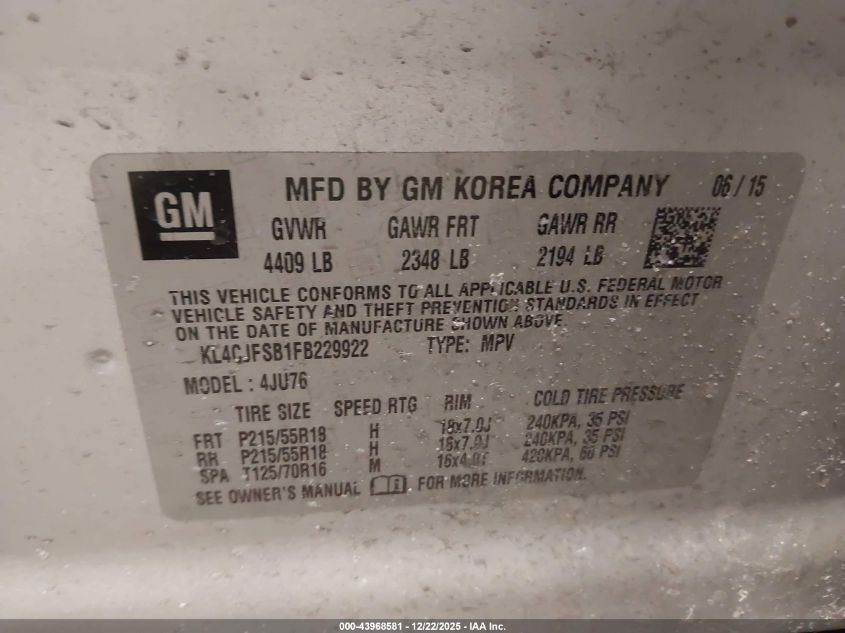 GM
MFD BY GM KOREA COMPANY 06/15
GVWR GAWR FRT GAWR RR
4409 LB 2348 LB 2194 LB
THIS VEHICLE CONFORMS TO ALL APPLICABLE U.S. FEDERAL MOTOR
VEHICLE SAFETY AND THEFT PREVENTION STANDARDS IN EFFECT
ON THE DATE OF MANUFACTURE SHOWN ABOVE.
KL4CJFSB1FB229922 TYPE: MPV
MODEL: 4JU76
TIRE SIZE SPEED RTG RIM COLD TIRE PRESSURE
FRT P215/55R18 H 18x7.0J 240KPA, 35 PSI
RR P215/55R18 H 240KPA, 35 PSI
SPA T125/70R16 M 420KPA, 60 PSI
SEE OWNER'S MANUAL FOR MORE INFORMATION.
000-43968581 - 12/22/2025 - IAA Inc.